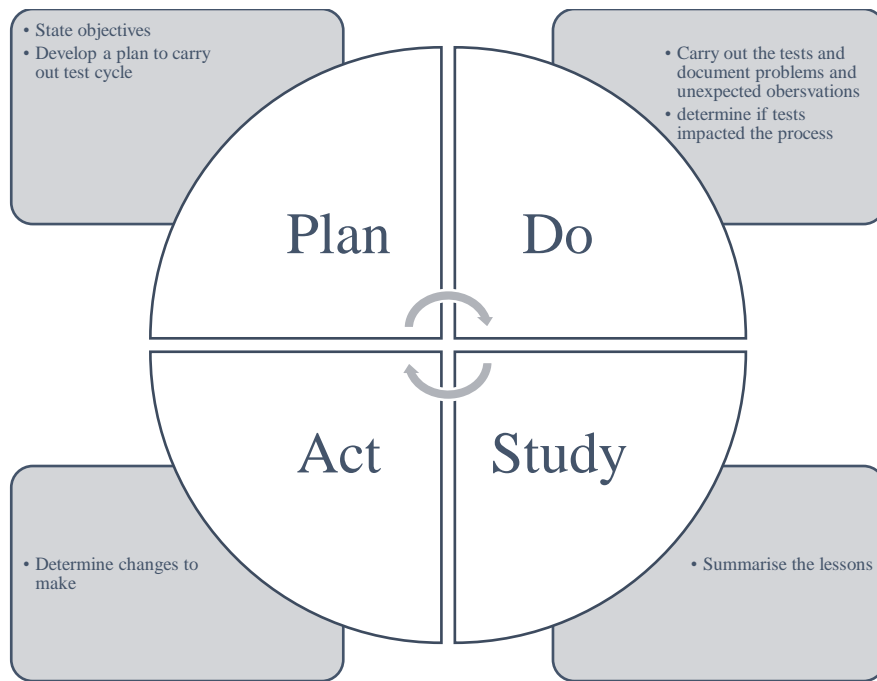 • State objectives
• Develop a plan to carry
out test cycle
• Carry out the tests and
document problems and
unexpected obersvations
• determine if tests
impacted the process
Plan
Do
Act
Study
• Determine changes to
make
• Summarise the lessons